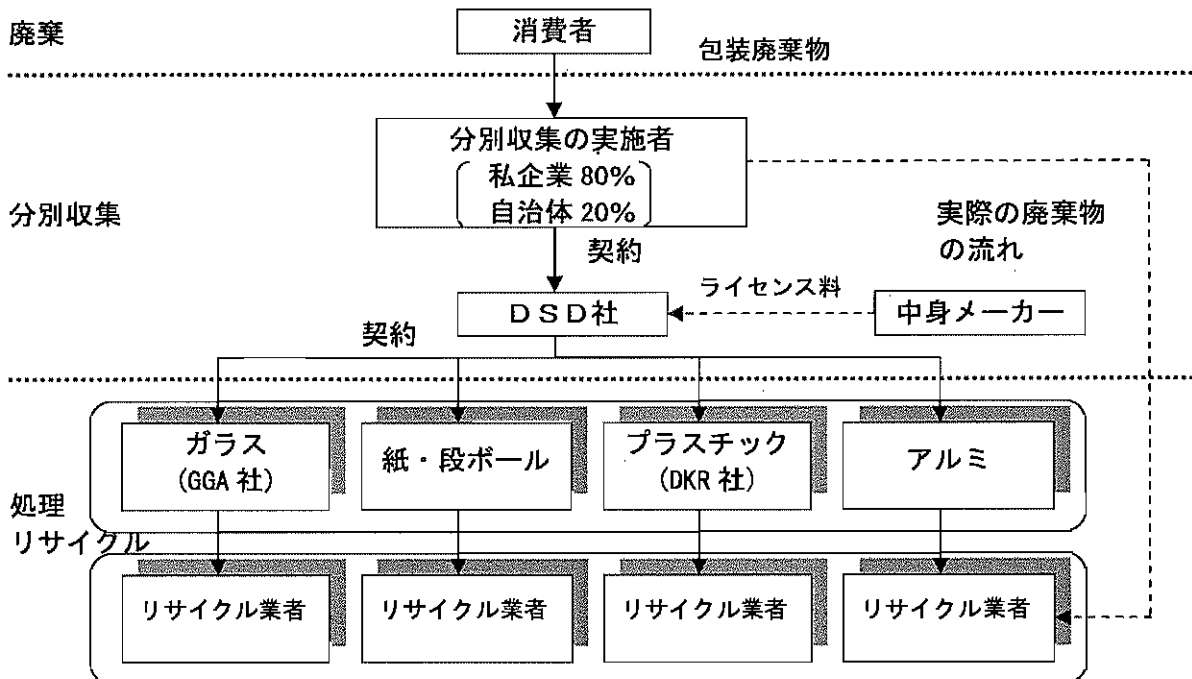 廃棄
消費者
包装廃棄物
分別収集の実施者
私企業 80%
自治体 20%
分別収集
実際の廃棄物
の流れ
契約
ライセンス料
DSD社
中身メーカー
契約
ガラス
(GGA 社)
紙・段ボール
プラスチック
(DKR 社)
アルミ
処理
リサイクル
リサイクル業者
リサイクル業者
リサイクル業者
リサイクル業者